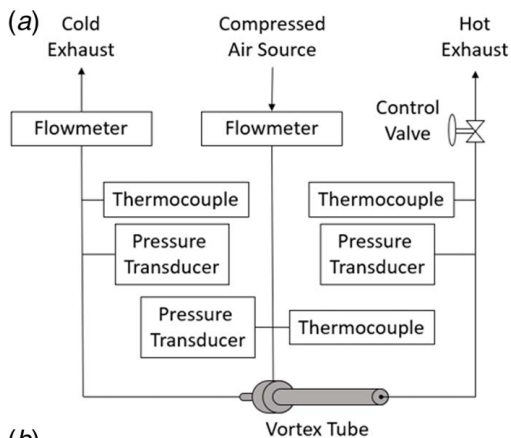 (a)
Cold
Exhaust
Compressed
Air Source
Hot
Exhaust
Flowmeter
Flowmeter
Control
Valve
Thermocouple
Thermocouple
Pressure
Transducer
Pressure
Transducer
Pressure
Transducer
Thermocouple
Vortex Tube
(b)